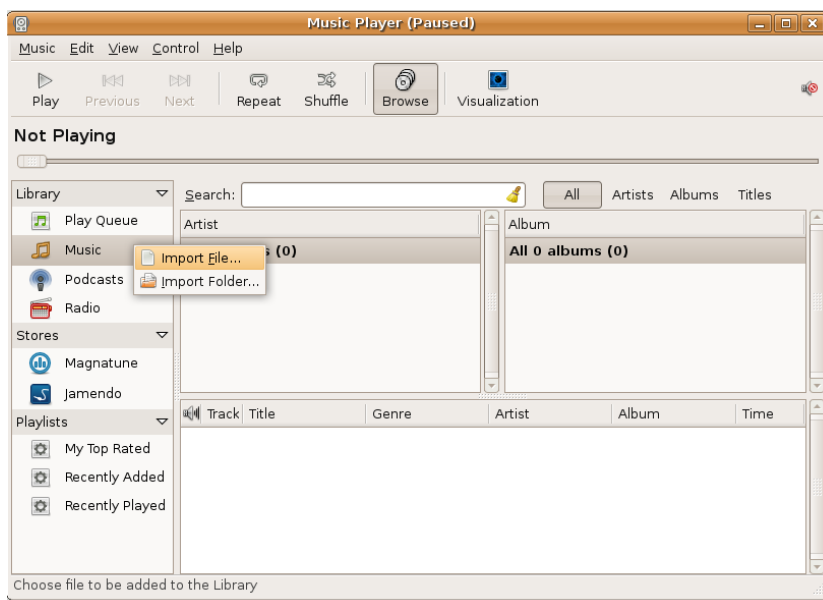 Music Player (Paused)
Music Edit View Control Help
Play Previous Next Repeat Shuffle Browse Visualization
Not Playing
Library
Search: All Artists Albums Titles
Play Queue
Artist Album
Music
(0) All 0 albums (0)
Import File...
Podcasts
Import Folder...
Radio
Stores
Magnatune
Jamendo
Playlists
Track Title Genre Artist Album Time
My Top Rated
Recently Added
Recently Played
Choose file to be added to the Library